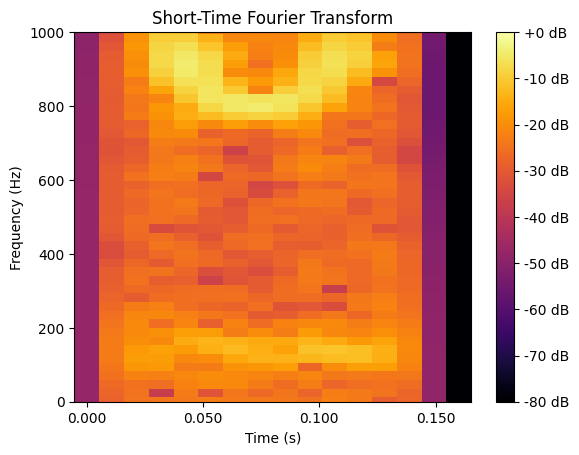 Short-Time Fourier Transform
1000
800
600
400
200
0
Frequency (Hz)
0.000
0.050
0.100
0.150
Time (s)
+0 dB
-10 dB
-20 dB
-30 dB
-40 dB
-50 dB
-60 dB
-70 dB
-80 dB